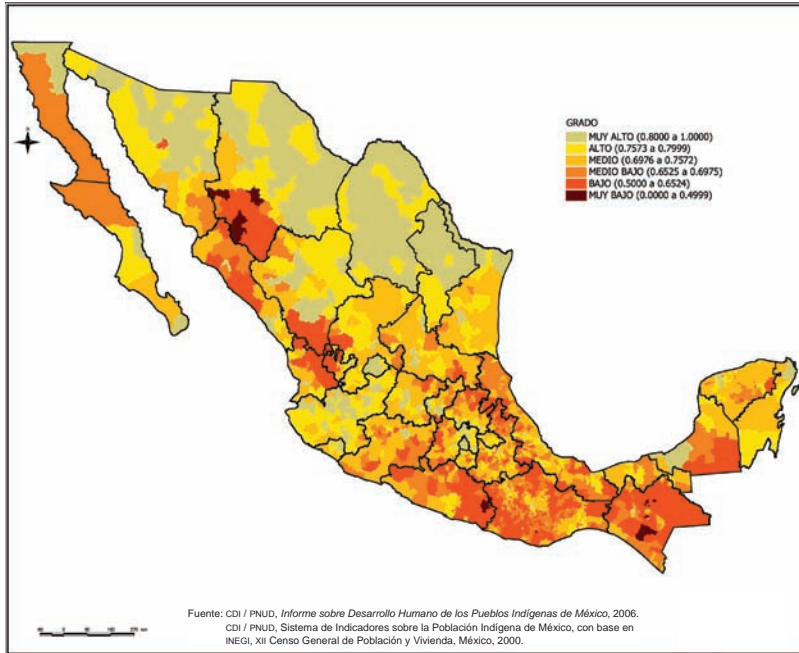 GRADO
MUY ALTO (0.8000 a 1.0000)
ALTO (0.7573 a 0.7999)
MEDIO (0.6976 a 0.7572)
MEDIO BAJO (0.6525 a 0.6975)
BAJO (0.5000 a 0.6524)
MUY BAJO (0.0000 a 0.4999)
Fuente: CDI / PNUD, Informe sobre Desarrollo Humano de los Pueblos Indígenas de México, 2006.
CDI / PNUD, Sistema de Indicadores sobre la Población Indígena de México, con base en
INEGI, XII Censo General de Población y Vivienda, México, 2000.